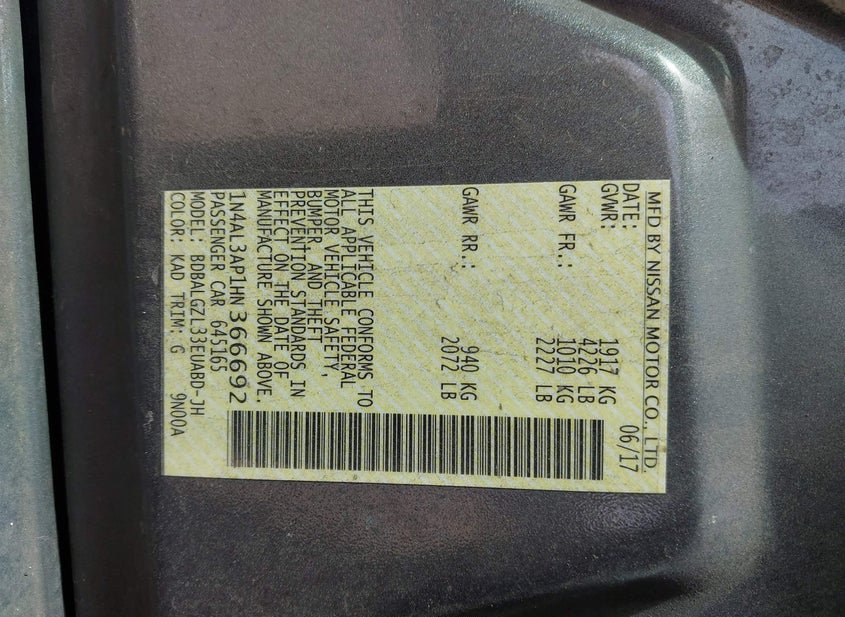 MFD BY NISSAN MOTOR CO., LTD.
DATE: 06/17
GVWR: 1917 KG
4226 LB
GAWR FR.: 1010 KG
2227 LB
GAWR RR.: 940 KG
2072 LB
THIS VEHICLE CONFORMS TO
ALL APPLICABLE FEDERAL
MOTOR VEHICLE SAFETY,
BUMPER, AND THEFT
PREVENTION STANDARDS IN
EFFECT ON THE DATE OF
MANUFACTURE SHOWN ABOVE.
1N4AL3AP1HN366692
PASSENGER CAR 645165
MODEL: BDBALGZL33EUABD-JH
COLOR: KAD TRIM: G 9N00A